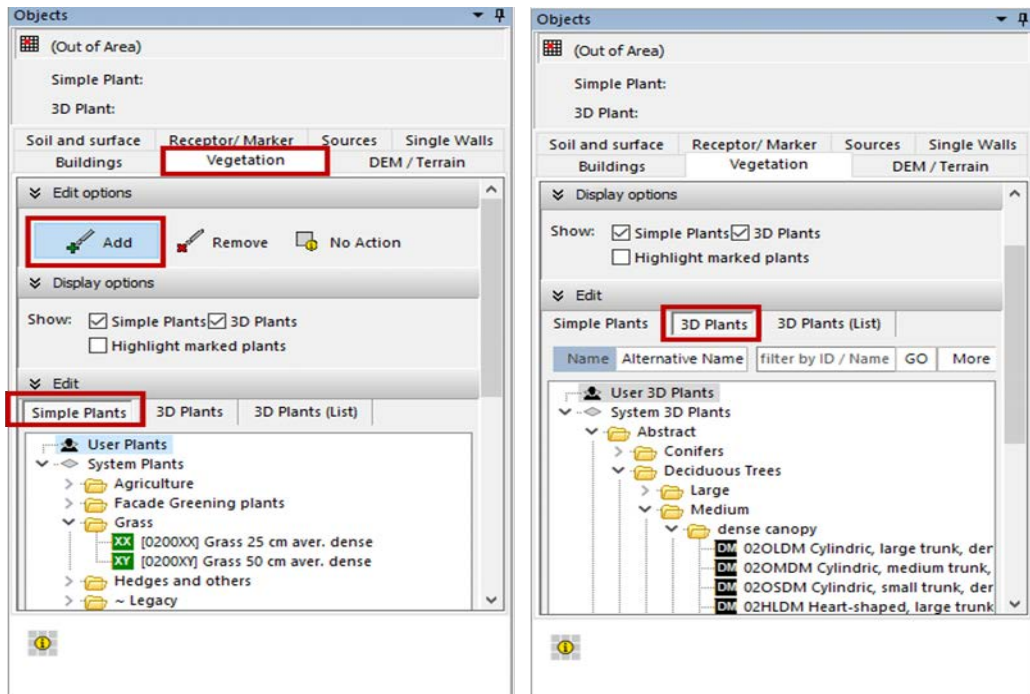 Objects
(Out of Area)
Simple Plant:
3D Plant:
Soil and surface Receptor/ Marker Sources Single Walls
Buildings Vegetation DEM / Terrain
Edit options
Add Remove No Action
Display options
Show: Simple Plants 3D Plants
Highlight marked plants
Edit
Simple Plants 3D Plants 3D Plants (List)
User Plants
System Plants
Agriculture
Facade Greening plants
Grass
XX [0200XX] Grass 25 cm aver. dense
XY [0200XY] Grass 50 cm aver. dense
Hedges and others
~ Legacy
Objects
(Out of Area)
Simple Plant:
3D Plant:
Soil and surface Receptor/ Marker Sources Single Walls
Buildings Vegetation DEM / Terrain
Display options
Show: Simple Plants 3D Plants
Highlight marked plants
Edit
Simple Plants 3D Plants 3D Plants (List)
Name Alternative Name filter by ID / Name GO More
User 3D Plants
System 3D Plants
Abstract
Conifers
Deciduous Trees
Large
Medium
dense canopy
DM 02OLDM Cylindric, large trunk, der
DM 02OMDM Cylindric, medium trunk,
DM 02OSDM Cylindric, small trunk, der
DM 02HLDM Heart-shaped, large trunk